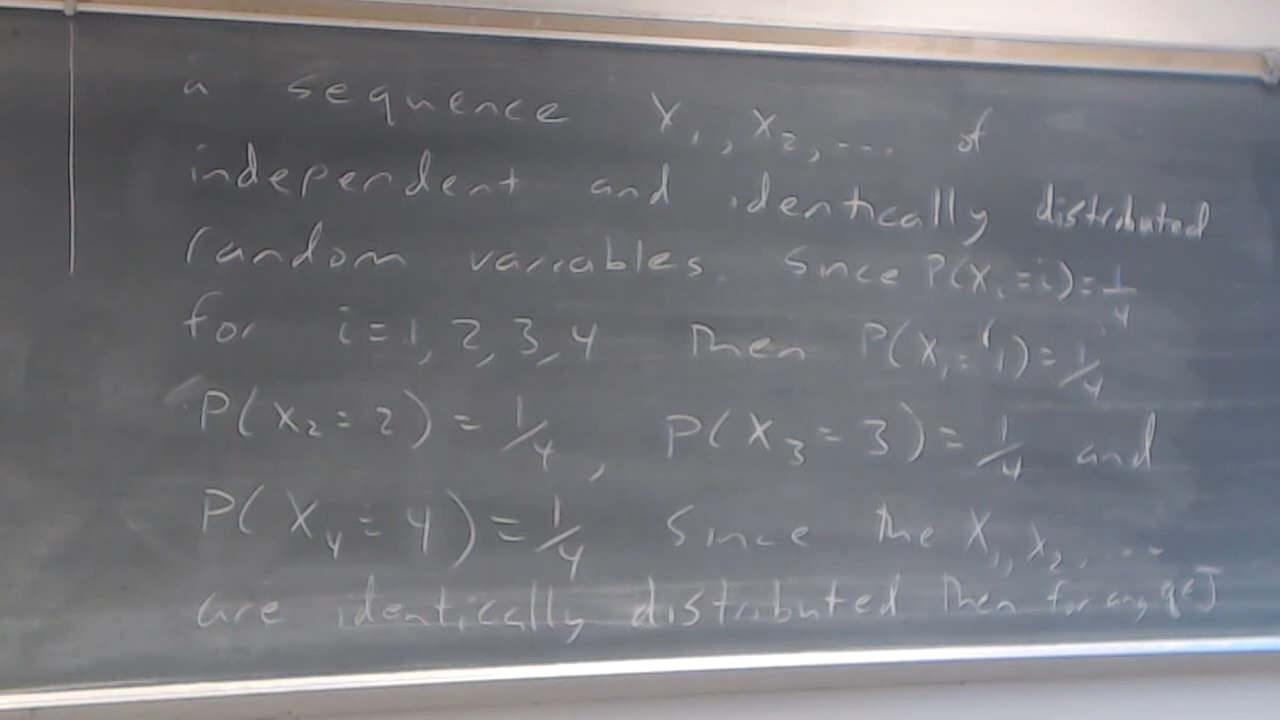 a sequence X₁, X₂, ... of
independent and identically distributed
random variables. Since P(Xᵢ=i)=1/4
for i=1, 2, 3, 4 Then P(X₁=1)=1/4
P(X₂=2)=1/4, P(X₃=3)=1/4 and
P(X₄=4)=1/4 Since the X₁, X₂, ...
are identically distributed Then for any